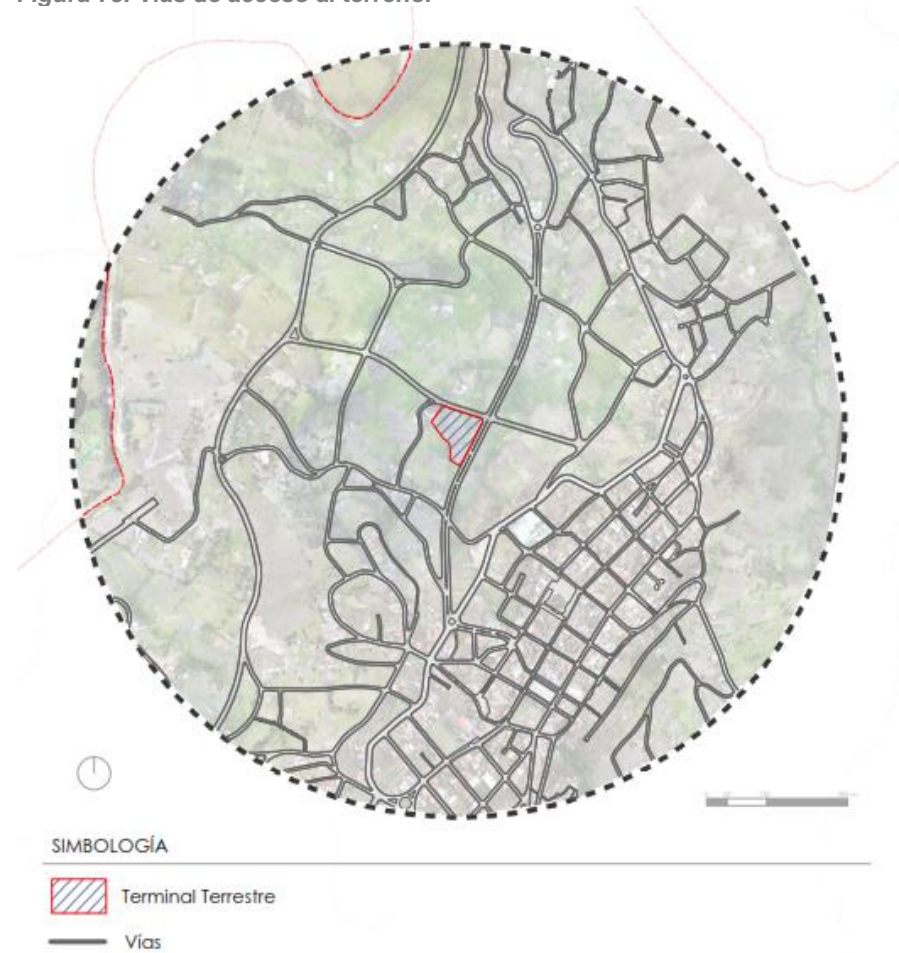 Figura 75. Vías de acceso al terreno.
SIMBOLOGÍA
Terminal Terrestre
Vías